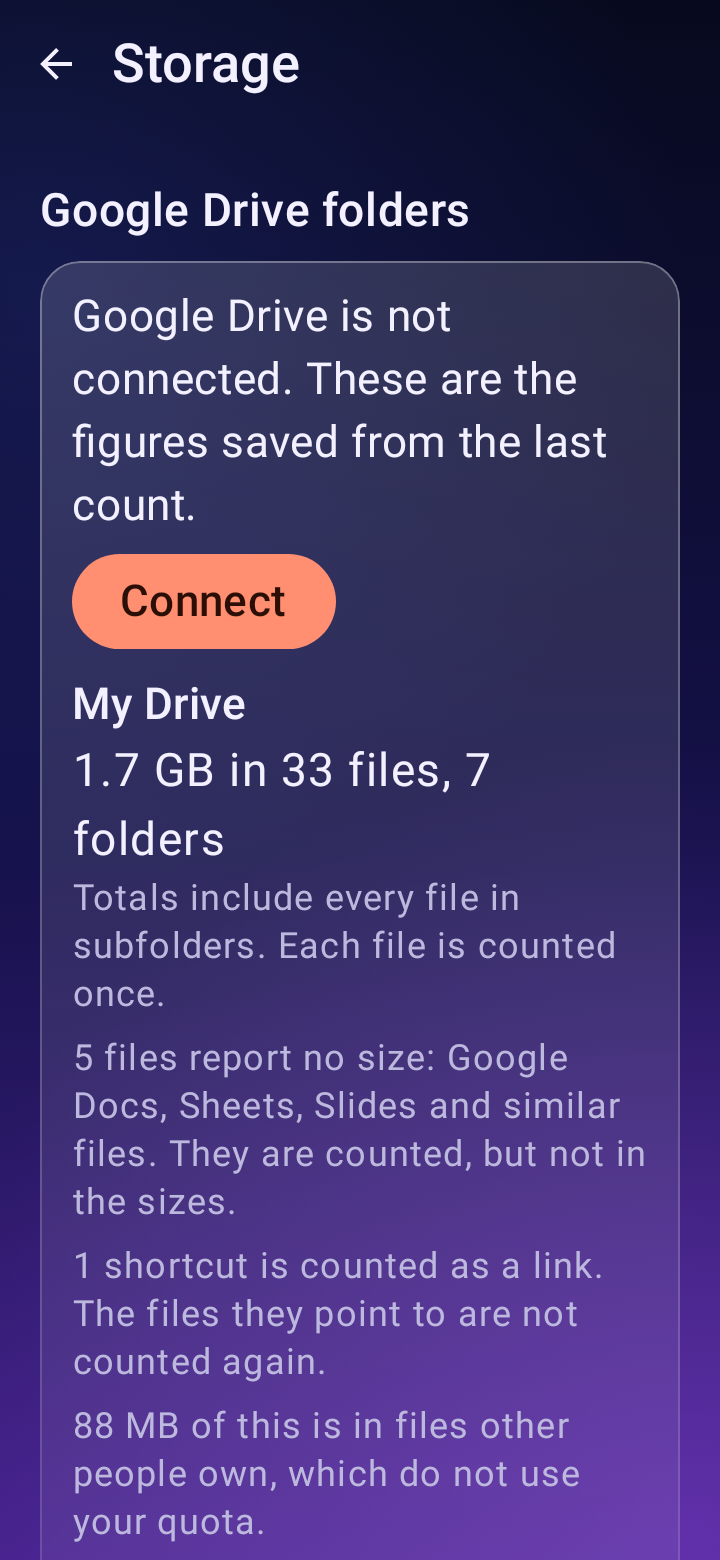 Storage
Google Drive folders
Google Drive is not
connected. These are the
figures saved from the last
count.
Connect
My Drive
1.7 GB in 33 files, 7
folders
Totals include every file in
subfolders. Each file is counted
once.
5 files report no size: Google
Docs, Sheets, Slides and similar
files. They are counted, but not in
the sizes.
1 shortcut is counted as a link.
The files they point to are not
counted again.
88 MB of this is in files other
people own, which do not use
your quota.